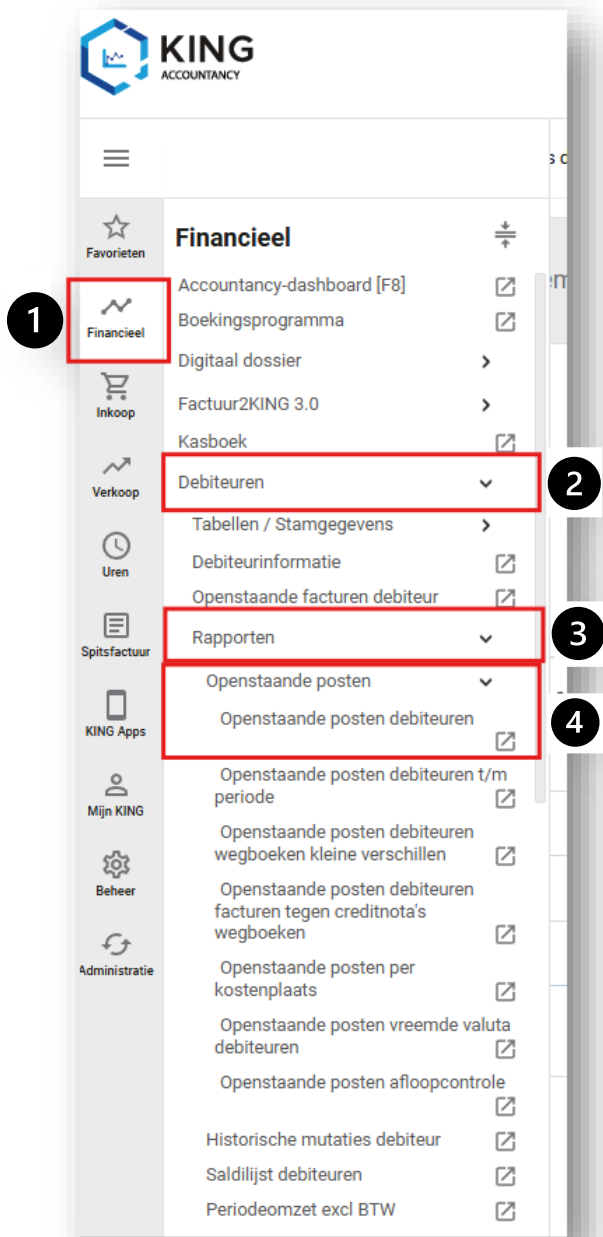 KING
ACCOUNTANCY
s d
Favorieten
Financieel
Accountancy-dashboard [F8]
1
Financieel
Boekingsprogramma
Digitaal dossier
Inkoop
Factuur2KING 3.0
Kasboek
Verkoop
Debiteuren
2
Tabellen / Stamgegevens
Uren
Debiteurinformatie
Openstaande facturen debiteur
Spitsfactuur
Rapporten
3
Openstaande posten
KING Apps
Openstaande posten debiteuren
4
Openstaande posten debiteuren t/m
periode
Mijn KING
Openstaande posten debiteuren
wegboeken kleine verschillen
Beheer
Openstaande posten debiteuren
facturen tegen creditnota's
wegboeken
Administratie
Openstaande posten per
kostenplaats
Openstaande posten vreemde valuta
debiteuren
Openstaande posten afloopcontrole
Historische mutaties debiteur
Saldilijst debiteuren
Periodeomzet excl BTW